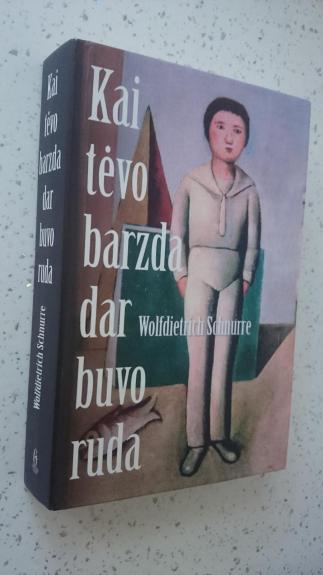 Kai
tėvo
barzda
dar
Wolfdietrich Schnurre
buvo
ruda
Kai
tėvo
barzda
dar
buvo
ruda
Wolfdietrich Schnurre